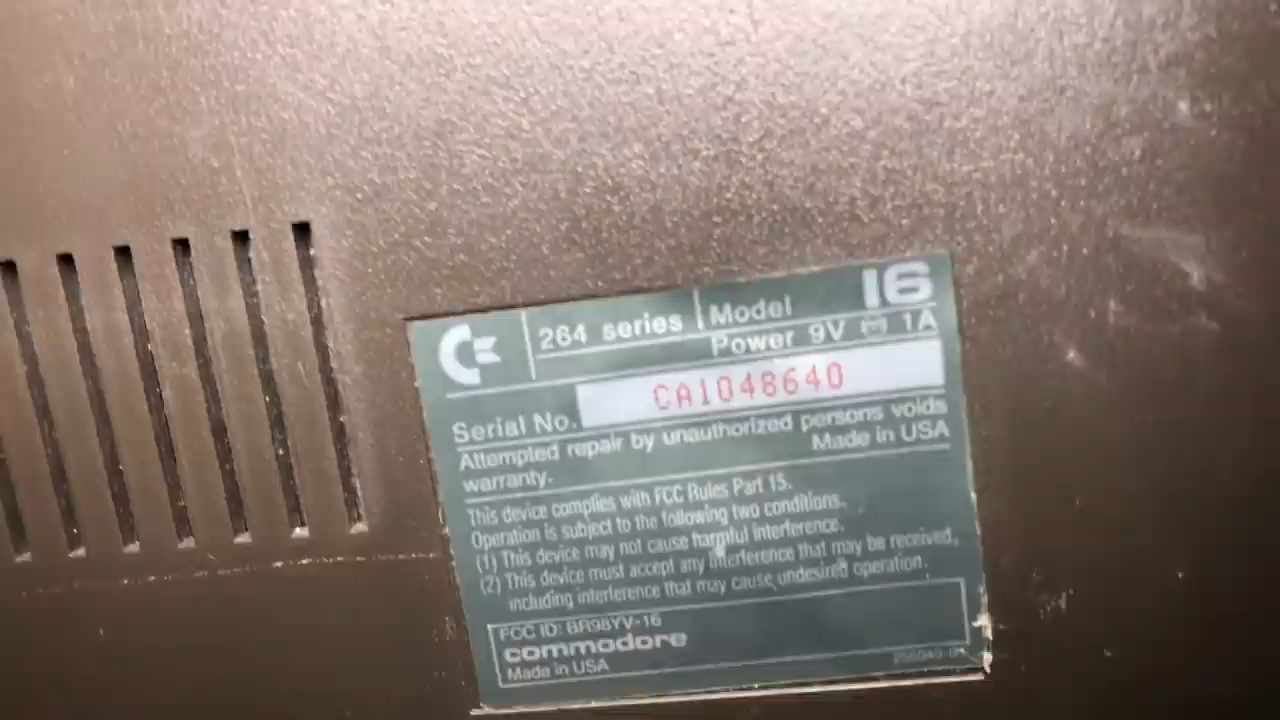 264 series Model 16
Power 9V 1A
Serial No. CA1048640
Attempted repair by unauthorized persons voids
warranty. Made in USA
This device complies with FCC Rules Part 15.
Operation is subject to the following two conditions.
(1) This device may not cause harmful interference.
(2) This device must accept any interference that may be received,
including interference that may cause undesired operation.
FCC ID: BR98YV-16
commodore
Made in USA